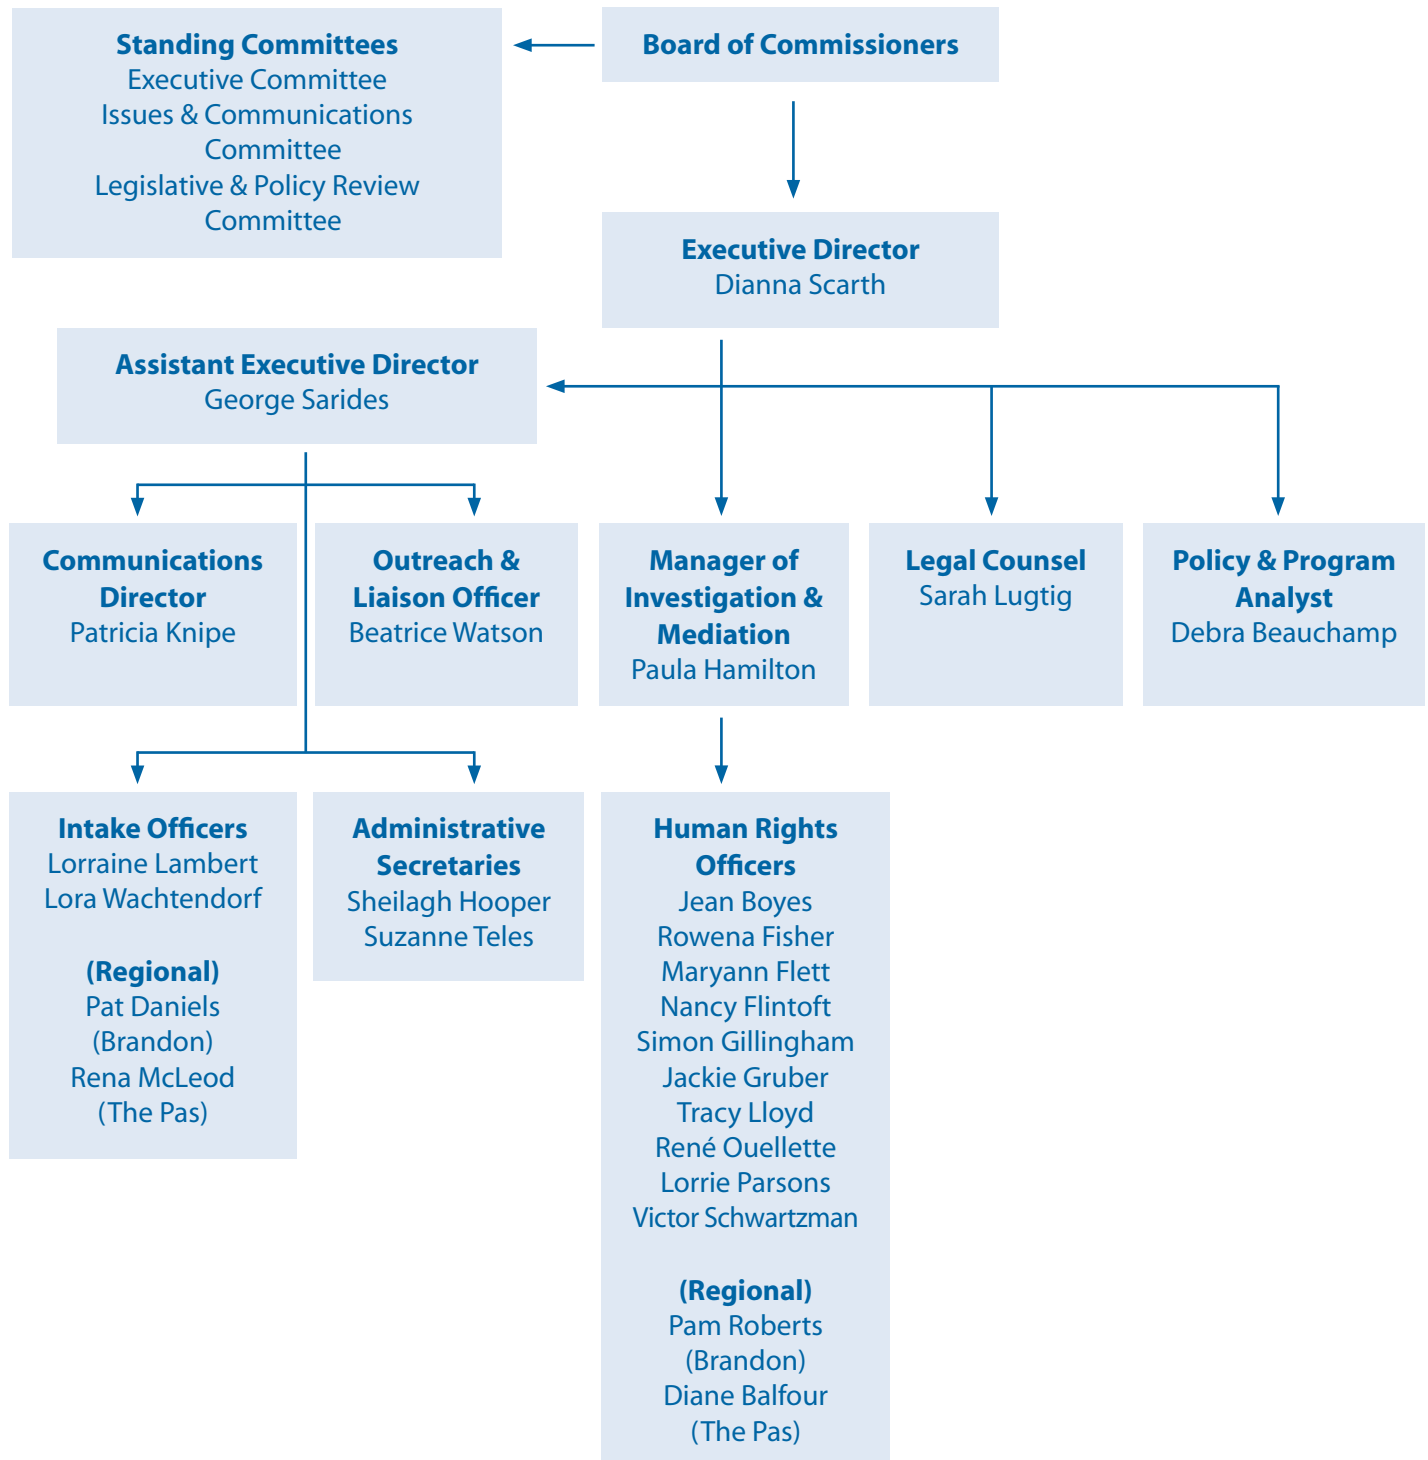 Standing Committees
Executive Committee
Issues & Communications
Committee
Legislative & Policy Review
Committee
Board of Commissioners
Executive Director
Dianna Scarth
Assistant Executive Director
George Sarides
Communications
Director
Patricia Knipe
Outreach &
Liaison Officer
Beatrice Watson
Manager of
Investigation &
Mediation
Paula Hamilton
Legal Counsel
Sarah Lugtig
Policy & Program
Analyst
Debra Beauchamp
Intake Officers
Lorraine Lambert
Lora Wachtendorf
(Regional)
Pat Daniels
(Brandon)
Rena McLeod
(The Pas)
Administrative
Secretaries
Sheilagh Hooper
Suzanne Teles
Human Rights
Officers
Jean Boyes
Rowena Fisher
Maryann Flett
Nancy Flintoft
Simon Gillingham
Jackie Gruber
Tracy Lloyd
René Ouellette
Lorrie Parsons
Victor Schwartzman
(Regional)
Pam Roberts
(Brandon)
Diane Balfour
(The Pas)